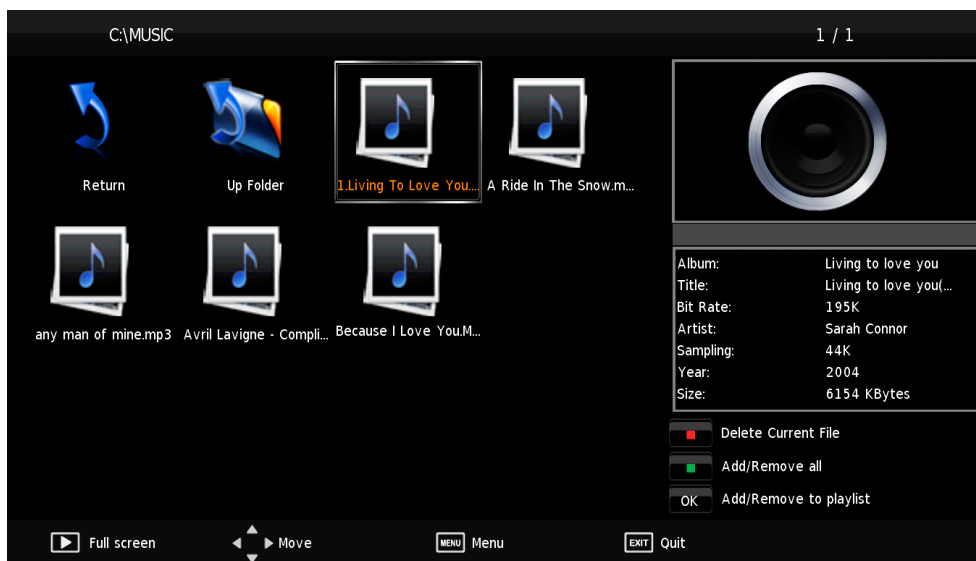 C:\MUSIC 1 / 1
Return Up Folder 1.Living To Love You.... A Ride In The Snow.m...
any man of mine.mp3 Avril Lavigne - Compli... Because I Love You.M...
Album: Living to love you
Title: Living to love you(...
Bit Rate: 195K
Artist: Sarah Connor
Sampling: 44K
Year: 2004
Size: 6154 KBytes
Delete Current File
Add/Remove all
OK Add/Remove to playlist
Full screen Move MENU Menu EXIT Quit